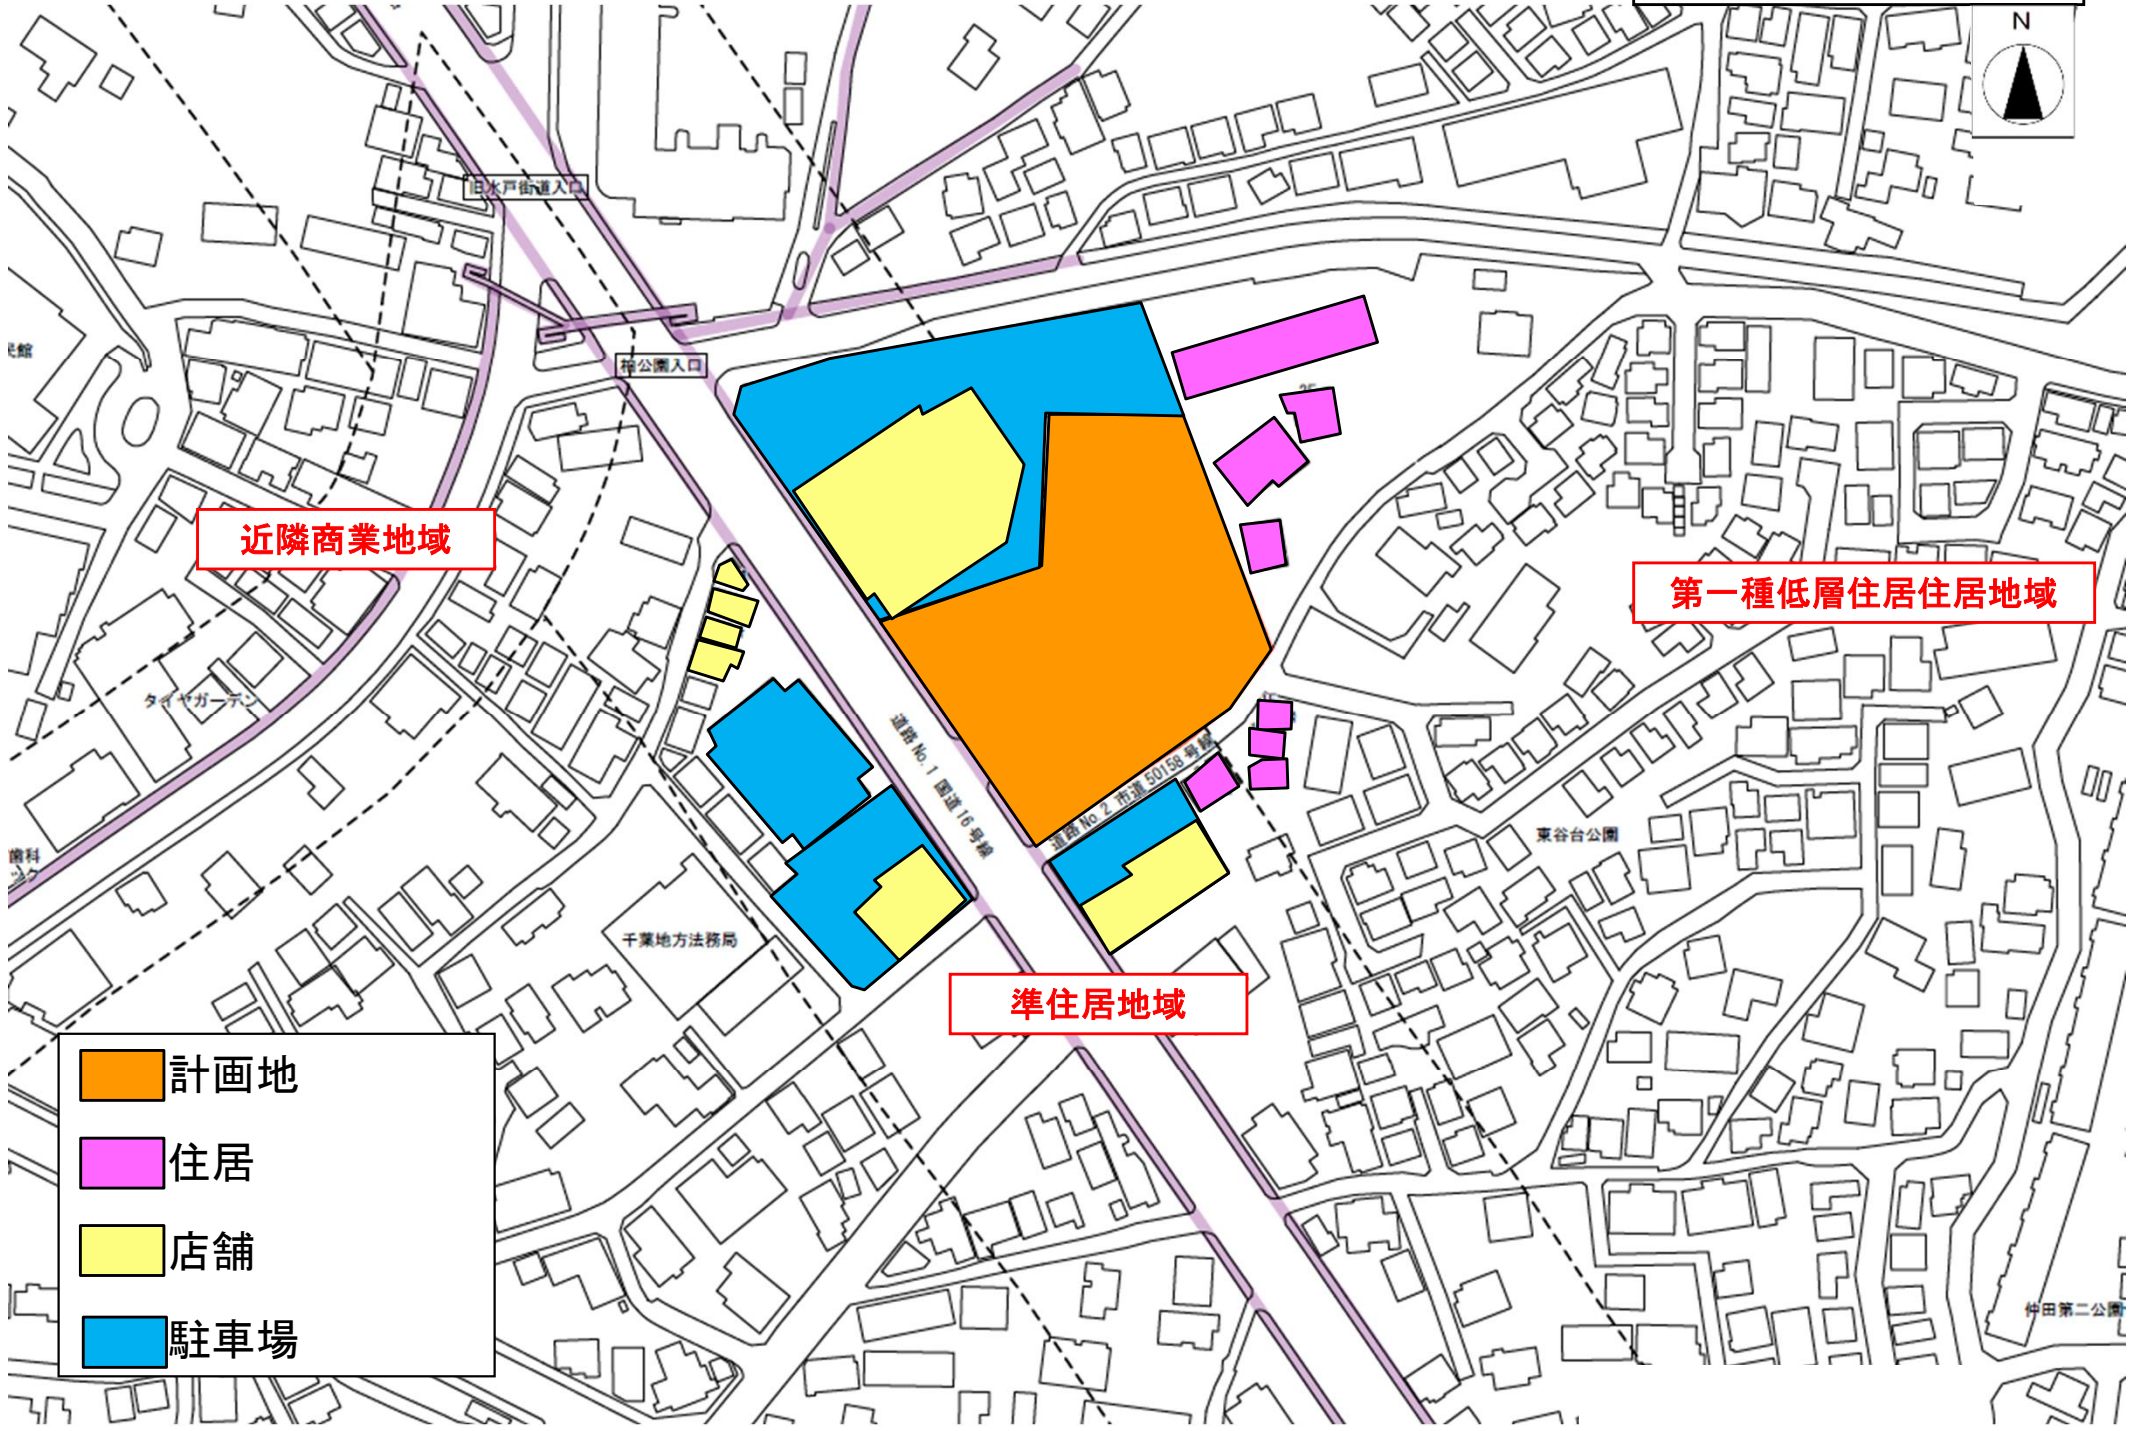 N
旧水戸街道入口
柏公園入口
近隣商業地域
第一種低層住居住居地域
タイヤガーデン
道路No.1 国道16号線
道路No.2 市道50158号線
東谷台公園
歯科
千葉地方法務局
準住居地域
計画地
住居
店舗
駐車場
仲田第二公園